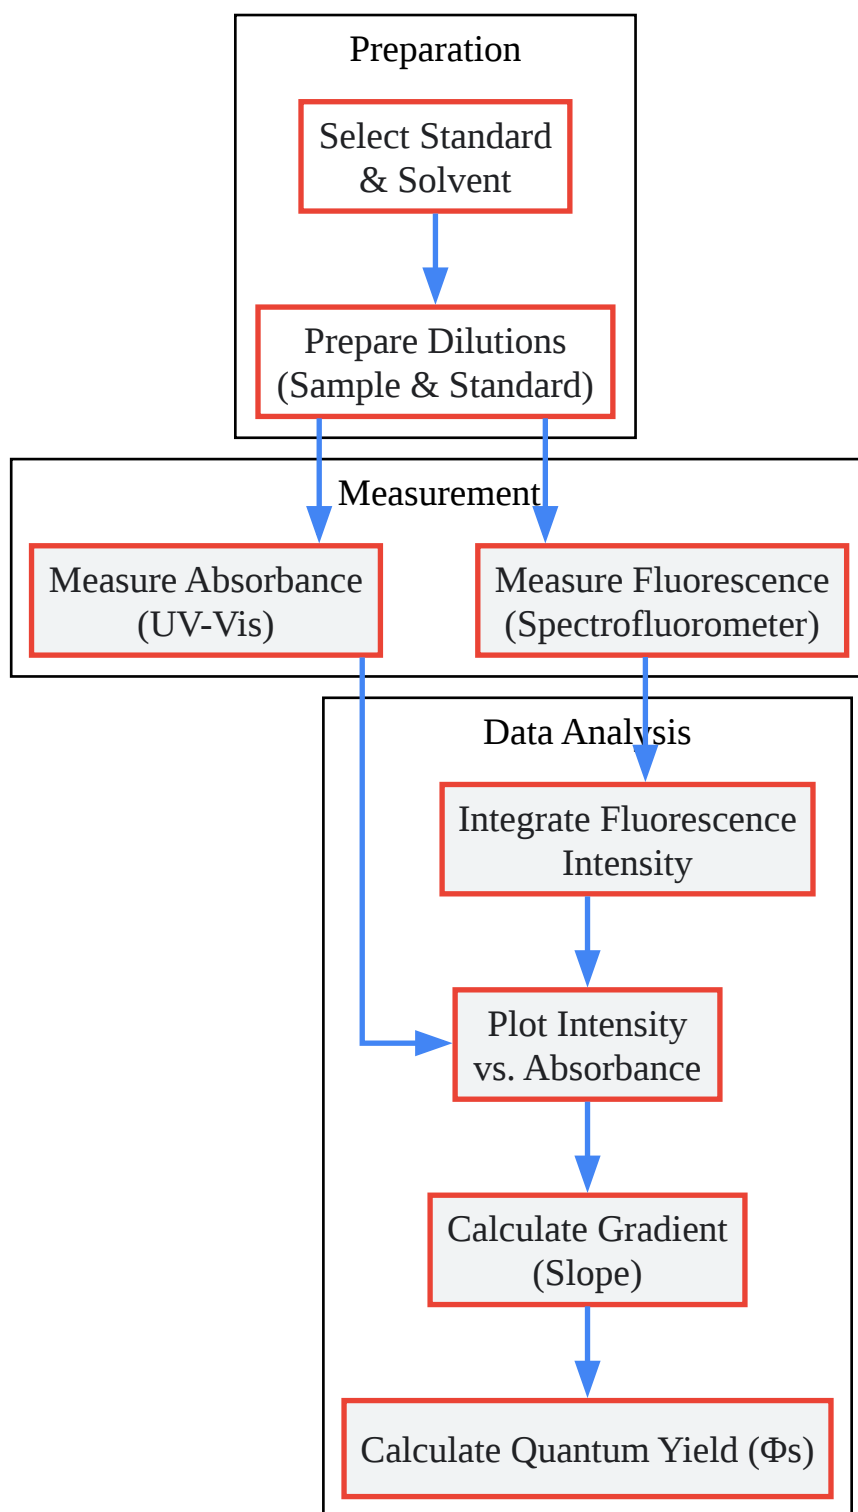 Preparation
Select Standard
& Solvent
Prepare Dilutions
(Sample & Standard)
Measurement
Measure Absorbance
(UV-Vis)
Measure Fluorescence
(Spectrofluorometer)
Data Analysis
Integrate Fluorescence
Intensity
Plot Intensity
vs. Absorbance
Calculate Gradient
(Slope)
Calculate Quantum Yield (Φs)